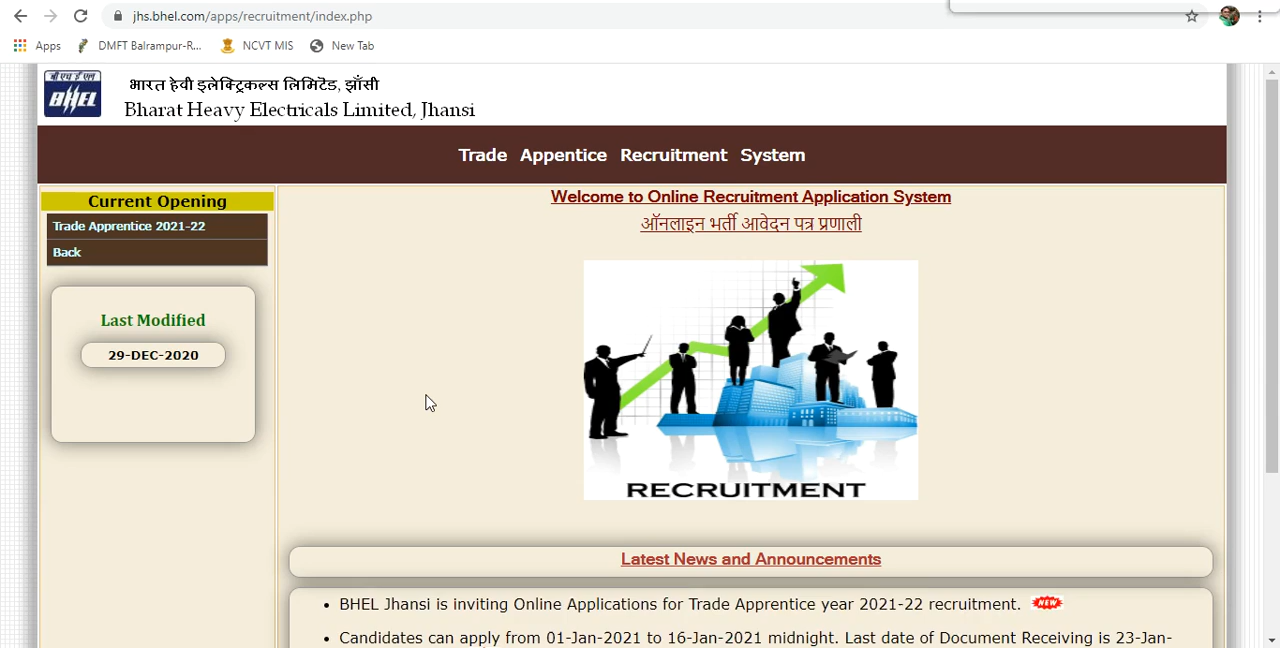 jhs.bhel.com/apps/recruitment/index.php
Apps DMFT Balrampur-R... NCVT MIS New Tab
बी एच ई एल
BHEL
भारत हेवी इलेक्ट्रिकल्स लिमिटेड, झाँसी
Bharat Heavy Electricals Limited, Jhansi
Trade Appentice Recruitment System
Current Opening
Trade Apprentice 2021-22
Back
Last Modified
29-DEC-2020
Welcome to Online Recruitment Application System
ऑनलाइन भर्ती आवेदन पत्र प्रणाली
RECRUITMENT
Latest News and Announcements
• BHEL Jhansi is inviting Online Applications for Trade Apprentice year 2021-22 recruitment. NEW
• Candidates can apply from 01-Jan-2021 to 16-Jan-2021 midnight. Last date of Document Receiving is 23-Jan-